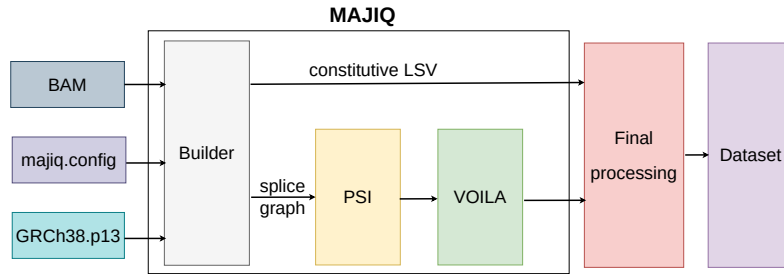 MAJIQ
BAM
constitutive LSV
majiq.config
Builder
splice
graph
PSI
VOILA
Final
processing
Dataset
GRCh38.p13